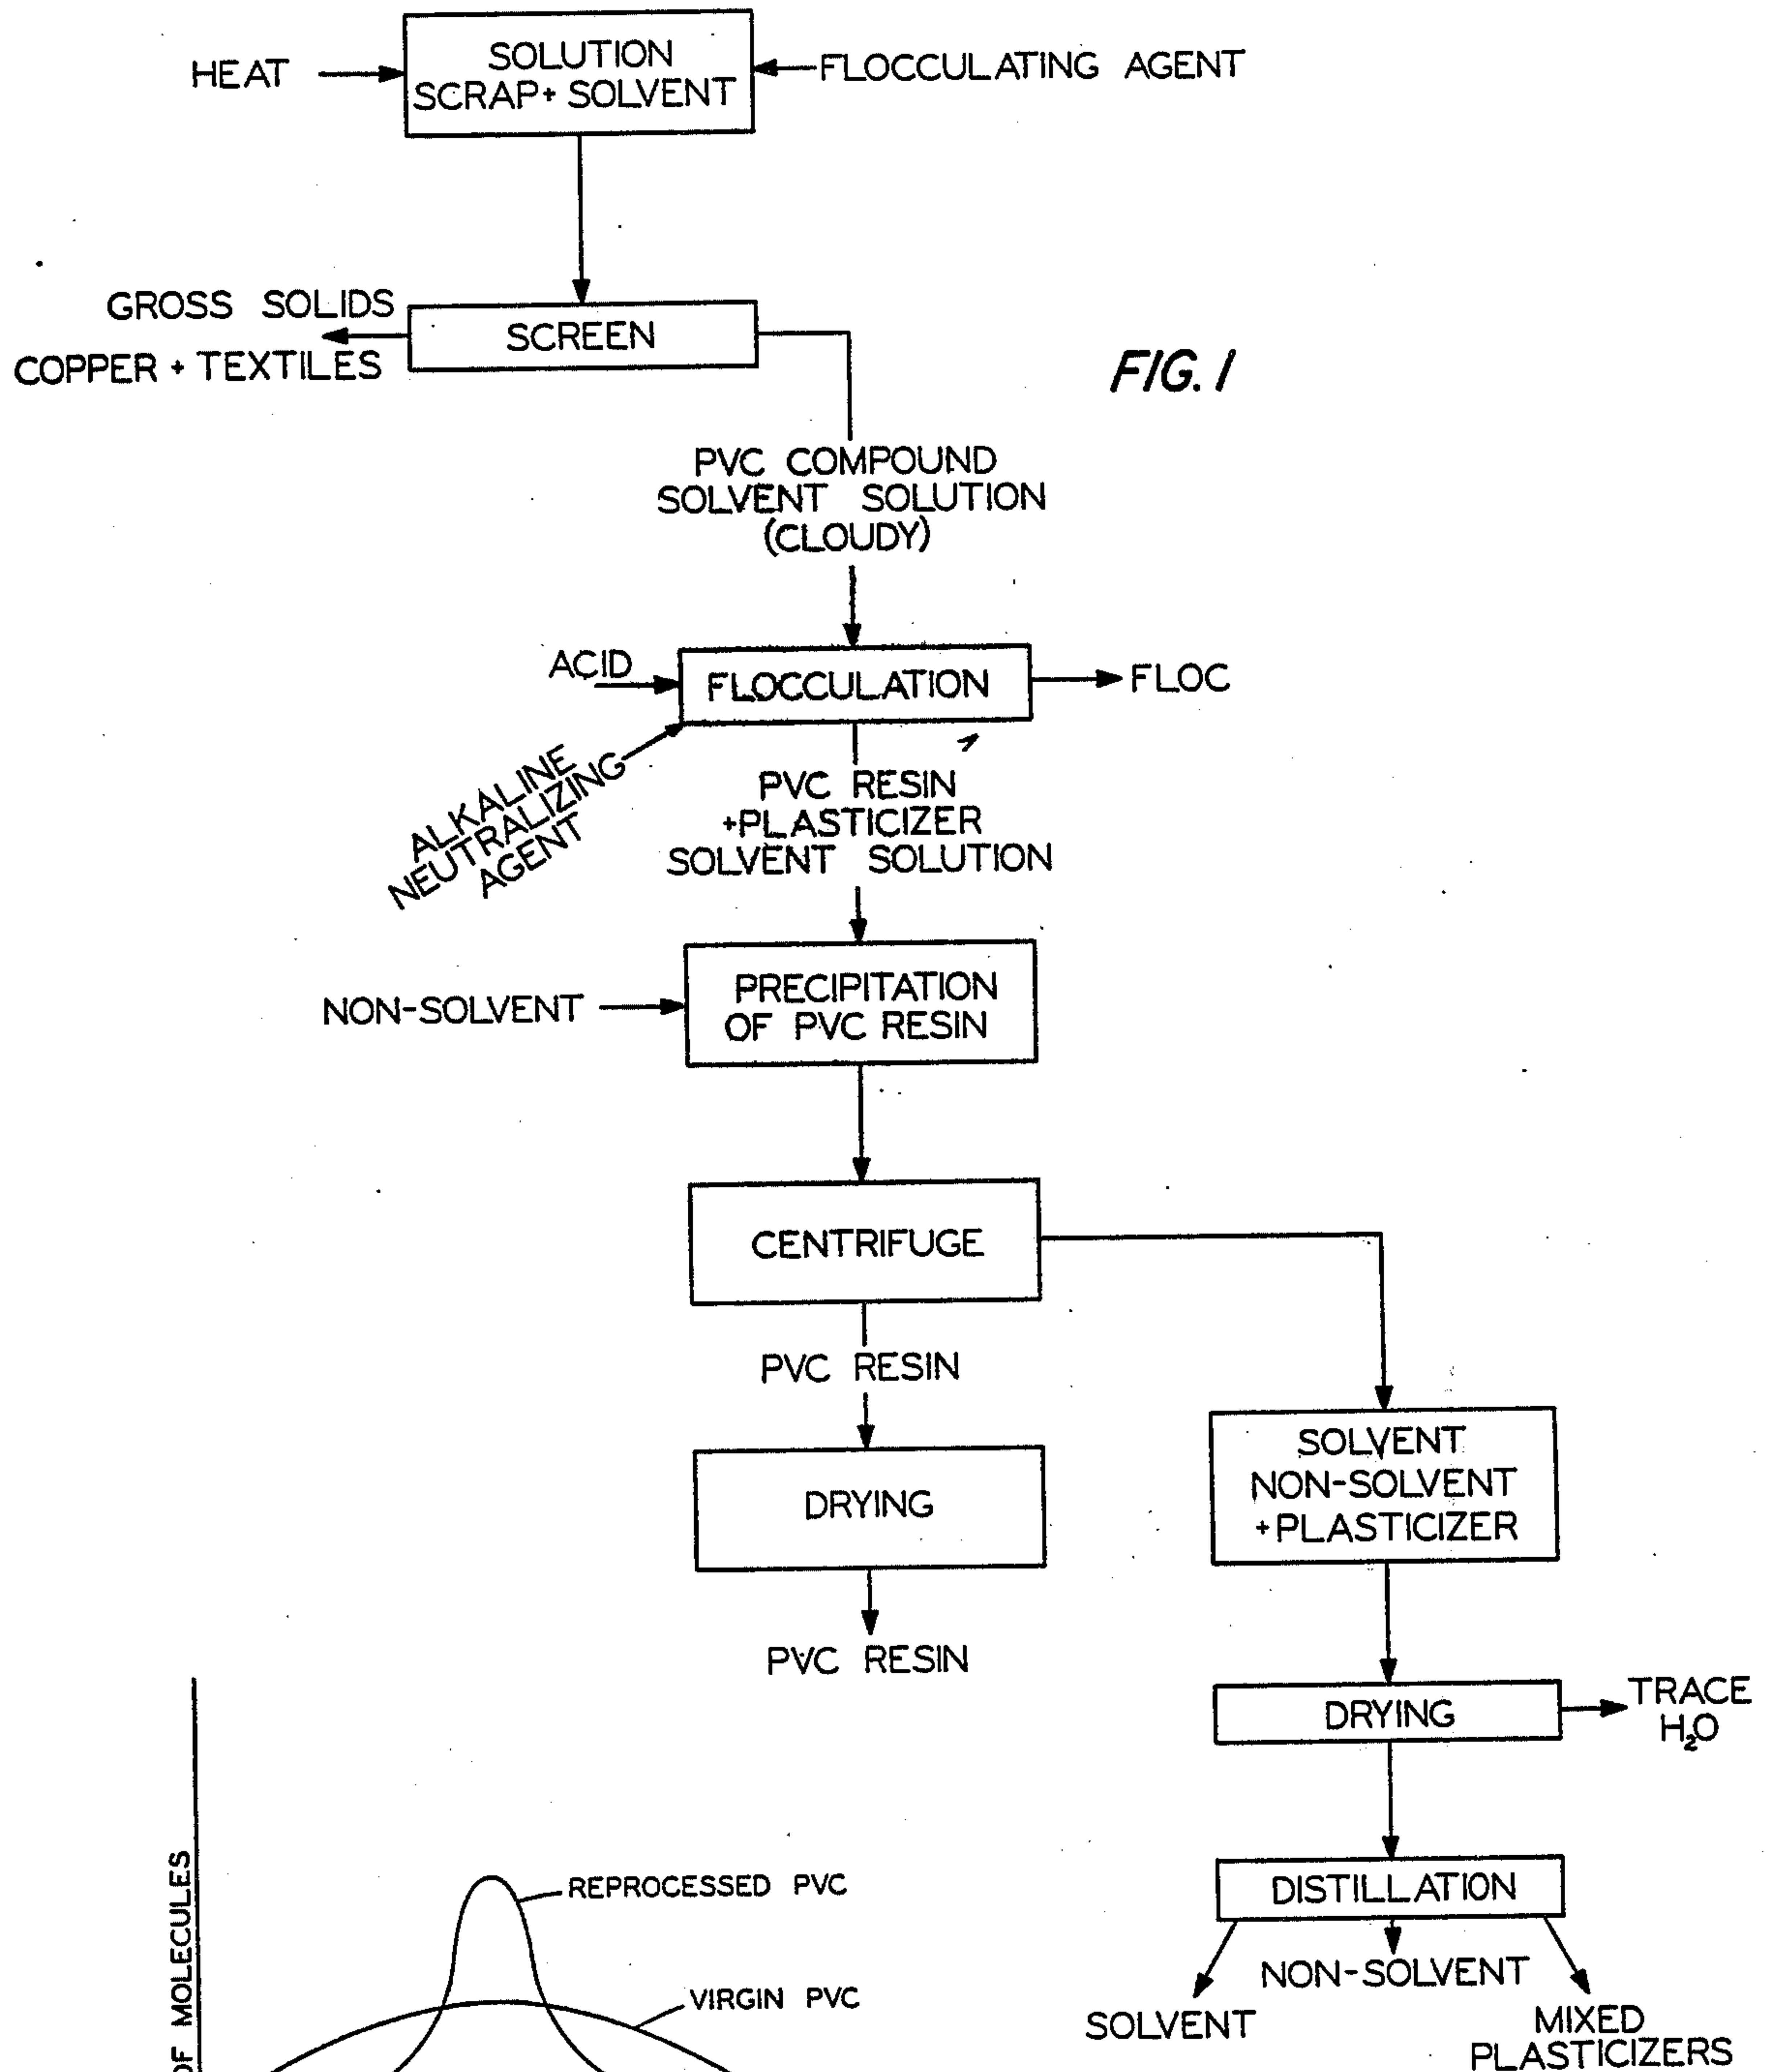 HEAT
SOLUTION
SCRAP+ SOLVENT
FLOCCULATING AGENT
GROSS SOLIDS
COPPER + TEXTILES
SCREEN
FIG. 1
PVC COMPOUND
SOLVENT SOLUTION
(CLOUDY)
ACID
FLOCCULATION
FLOC
ALKALINE
NEUTRALIZING
AGENT
PVC RESIN
+PLASTICIZER
SOLVENT SOLUTION
NON-SOLVENT
PRECIPITATION
OF PVC RESIN
CENTRIFUGE
PVC RESIN
DRYING
PVC RESIN
SOLVENT
NON-SOLVENT
+PLASTICIZER
DRYING
TRACE
H₂O
DISTILLATION
SOLVENT
NON-SOLVENT
MIXED
PLASTICIZERS
OF MOLECULES
REPROCESSED PVC
VIRGIN PVC